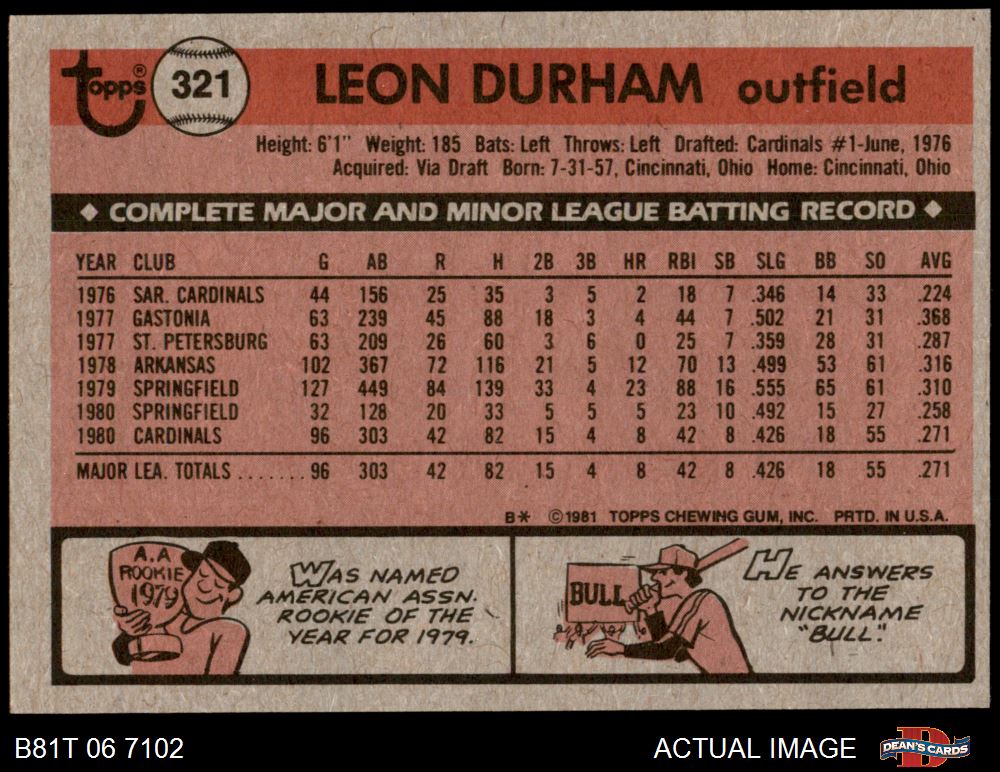 topps®
321
LEON DURHAM outfield
Height: 6'1" Weight: 185 Bats: Left Throws: Left Drafted: Cardinals #1-June, 1976
Acquired: Via Draft Born: 7-31-57, Cincinnati, Ohio Home: Cincinnati, Ohio
◆ COMPLETE MAJOR AND MINOR LEAGUE BATTING RECORD ◆
YEAR CLUB G AB R H 2B 3B HR RBI SB SLG BB SO AVG
1976 SAR. CARDINALS 44 156 25 35 3 5 2 18 7 .346 14 33 .224
1977 GASTONIA 63 239 45 88 18 3 4 44 7 .502 21 31 .368
1977 ST. PETERSBURG 63 209 26 60 3 6 0 25 7 .359 28 31 .287
1978 ARKANSAS 102 367 72 116 21 5 12 70 13 .499 53 61 .316
1979 SPRINGFIELD 127 449 84 139 33 4 23 88 16 .555 65 61 .310
1980 SPRINGFIELD 32 128 20 33 5 5 5 23 10 .492 15 27 .258
1980 CARDINALS 96 303 42 82 15 4 8 42 8 .426 18 55 .271
MAJOR LEA. TOTALS ....... 96 303 42 82 15 4 8 42 8 .426 18 55 .271
B* ©1981 TOPPS CHEWING GUM, INC. PRTD. IN U.S.A.
A.A
ROOKIE
1979
WAS NAMED
AMERICAN ASSN.
ROOKIE OF THE
YEAR FOR 1979.
BULL
HE ANSWERS
TO THE
NICKNAME
"BULL."
B81T 06 7102
ACTUAL IMAGE
DEAN'S CARDS